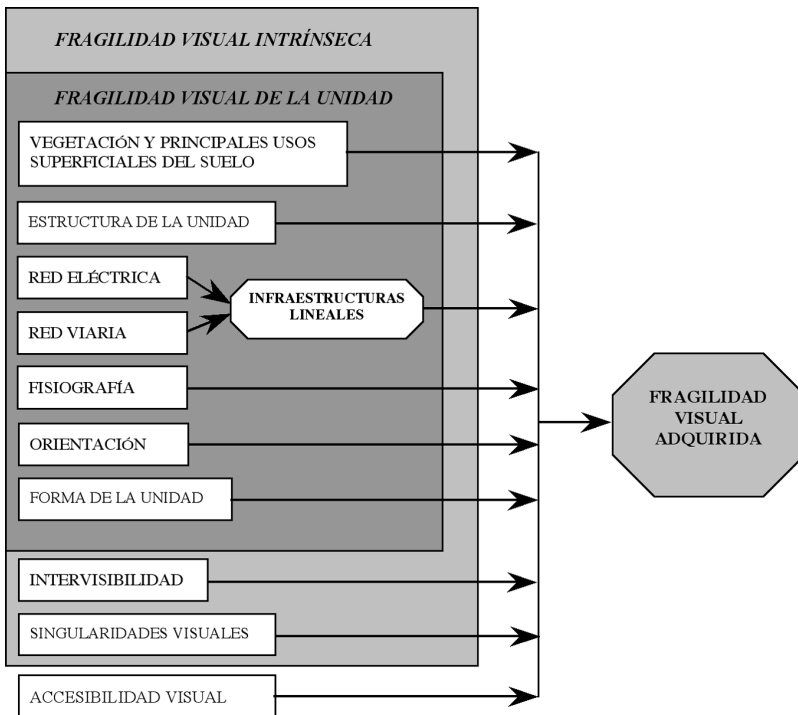 FRAGILIDAD VISUAL INTRÍNSECA
FRAGILIDAD VISUAL DE LA UNIDAD
VEGETACIÓN Y PRINCIPALES USOS
SUPERFICIALES DEL SUELO
ESTRUCTURA DE LA UNIDAD
RED ELÉCTRICA
INFRAESTRUCTURAS
LINEALES
RED VIARIA
FISIOGRAFÍA
ORIENTACIÓN
FORMA DE LA UNIDAD
INTERVISIBILIDAD
SINGULARIDADES VISUALES
ACCESIBILIDAD VISUAL
FRAGILIDAD
VISUAL
ADQUIRIDA